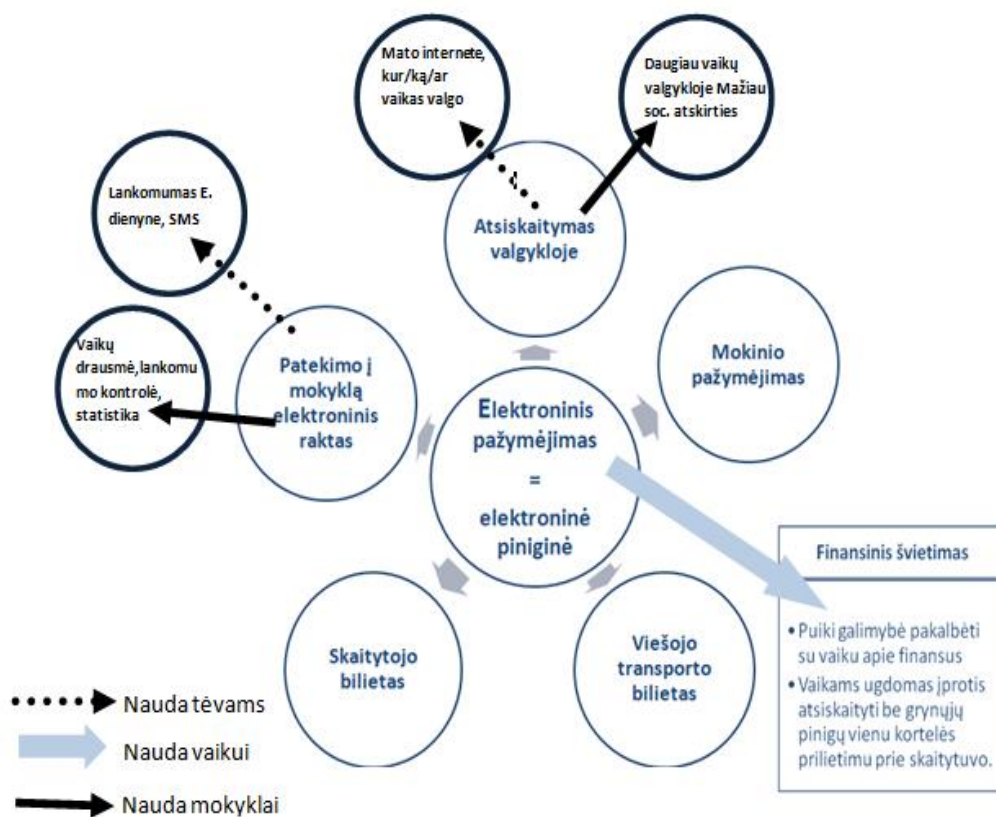 Mato internete,
kur/ką/ar
vaikas valgo
Daugiau vaikų
valgykloje Mažiau
soc. atskirties
Lankomumas E.
dienyne, SMS
Atsiskaitymas
valgykloje
Vaikų
drausmė,lankomu
mo kontrolė,
statistika
Patekimo į
mokyklą
elektroninis
raktas
Mokinio
pažymėjimas
Elektroninis
pažymėjimas
=
elektroninė
piniginė
Skaitytojo
bilietas
Viešojo
transporto
bilietas
Finansinis švietimas
• Puiki galimybė pakalbėti
su vaiku apie finansus
• Vaikams ugdomas įprotis
atsiskaityti be grynųjų
pinigų vienu kortelės
prilietimu prie skaitytuvo.
Nauda tėvams
Nauda vaikui
Nauda mokyklai